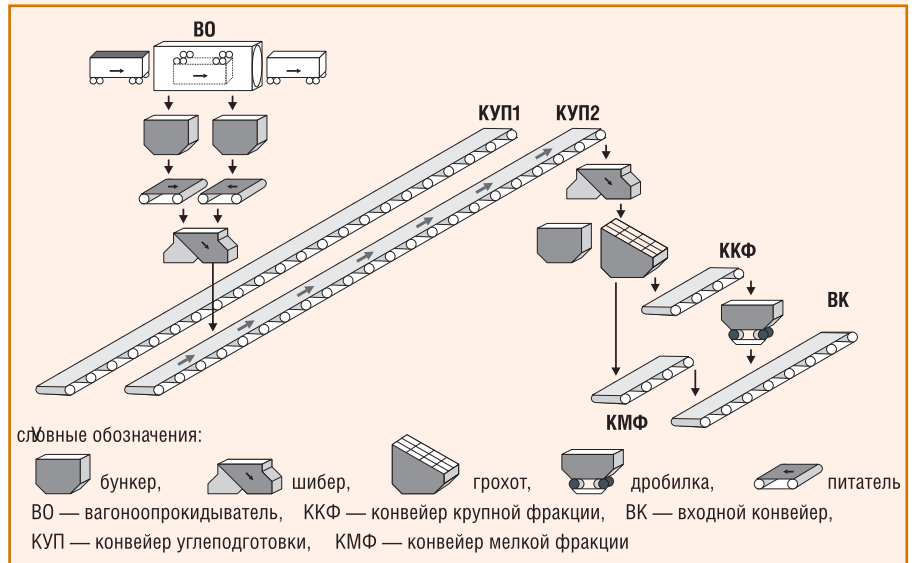 ВО
КУП1 КУП2
ККФ
ВК
КМФ
Условные обозначения:
бункер, шибер, грохот, дробилка, питатель
ВО — вагоноопрокидыватель, ККФ — конвейер крупной фракции, ВК — входной конвейер,
КУП — конвейер углеподготовки, КМФ — конвейер мелкой фракции